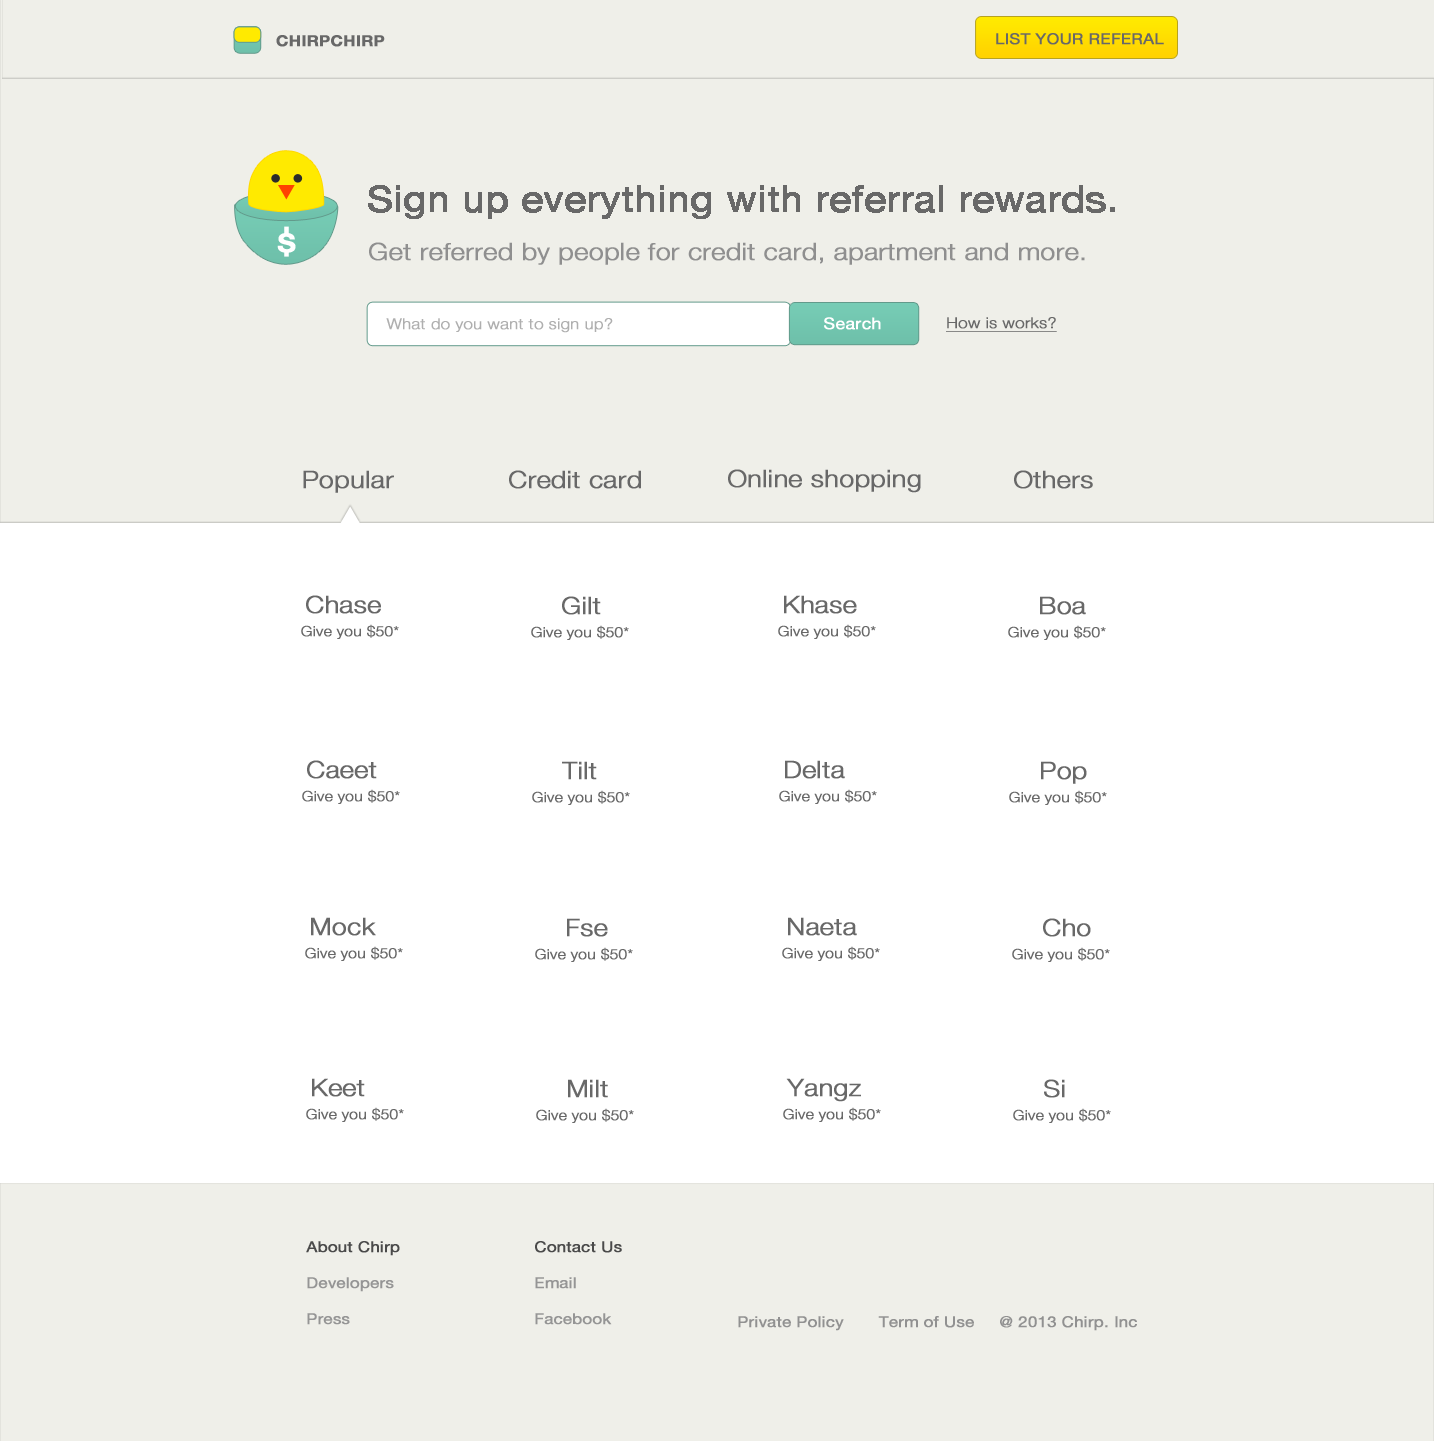 CHIRPCHIRP
LIST YOUR REFERAL
Sign up everything with referral rewards.
$
Get referred by people for credit card, apartment and more.
What do you want to sign up?
Search
How is works?
Popular
Credit card
Online shopping
Others
Chase
Gilt
Khase
Boa
Give you $50*
Give you $50*
Give you $50*
Give you $50*
Caeet
Tilt
Delta
Pop
Give you $50*
Give you $50*
Give you $50*
Give you $50*
Mock
Fse
Naeta
Cho
Give you $50*
Give you $50*
Give you $50*
Give you $50*
Keet
Milt
Yangz
Si
Give you $50*
Give you $50*
Give you $50*
Give you $50*
About Chirp
Contact Us
Developers
Email
Press
Facebook
Private Policy
Term of Use
@ 2013 Chirp. Inc